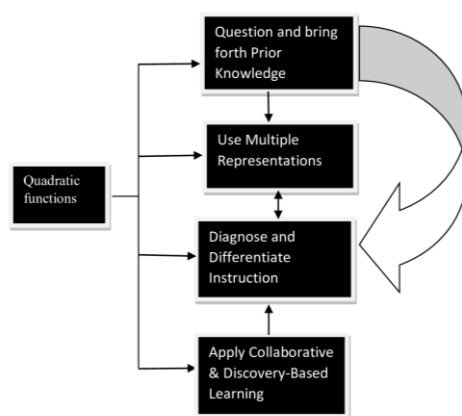 Question and bring
forth Prior
Knowledge
Use Multiple
Representations
Quadratic
functions
Diagnose and
Differentiate
Instruction
Apply Collaborative
& Discovery-Based
Learning